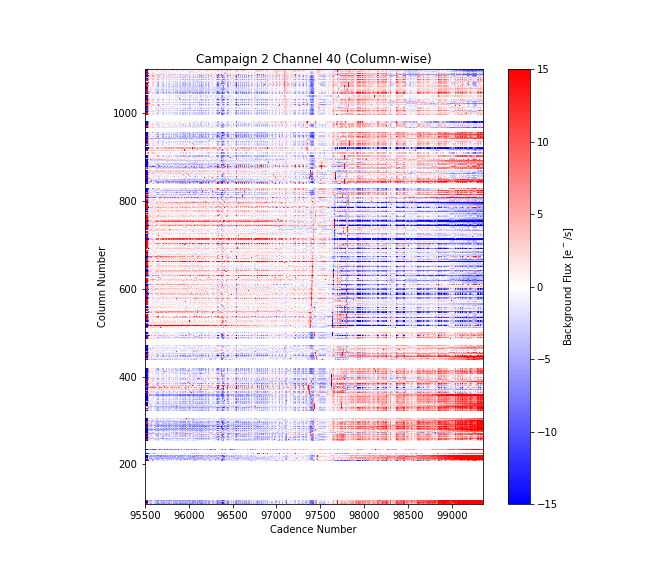 Campaign 2 Channel 40 (Column-wise)
1000
800
600
400
200
Column Number
95500 96000 96500 97000 97500 98000 98500 99000
Cadence Number
15
10
5
0
−5
−10
−15
Background Flux [e⁻/s]